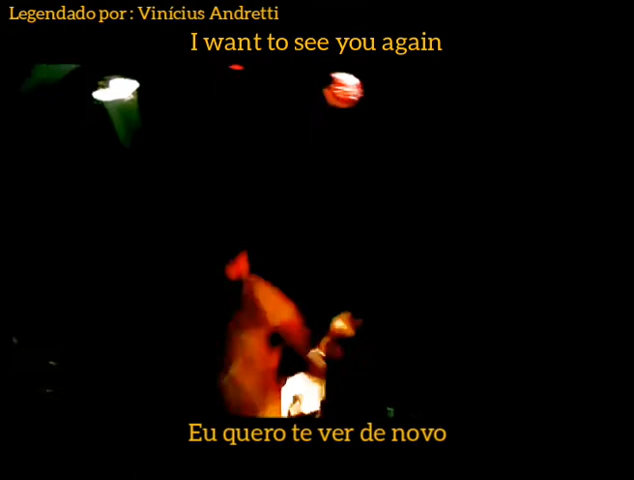 Legendado por : Vinícius Andretti
I want to see you again
Eu quero te ver de novo